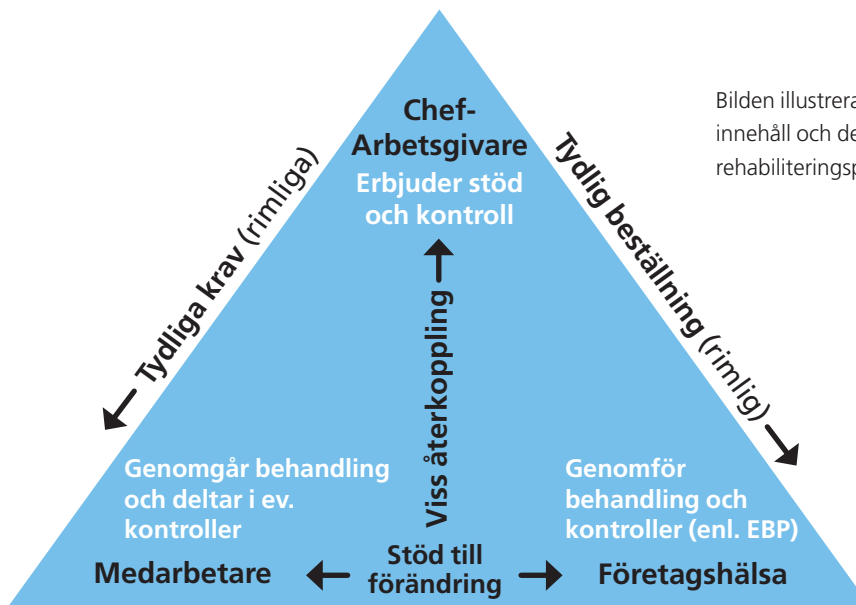 Chef-
Arbetsgivare
Erbjuder stöd
och kontroll
Bilden illustrera
innehåll och de
rehabiliteringsp
Tydliga krav (rimliga)
Tydlig beställning (rimlig)
Viss återkoppling
Genomgår behandling
och deltar i ev.
kontroller
Medarbetare
Stöd till
förändring
Genomför
behandling och
kontroller (enl. EBP)
Företagshälsa